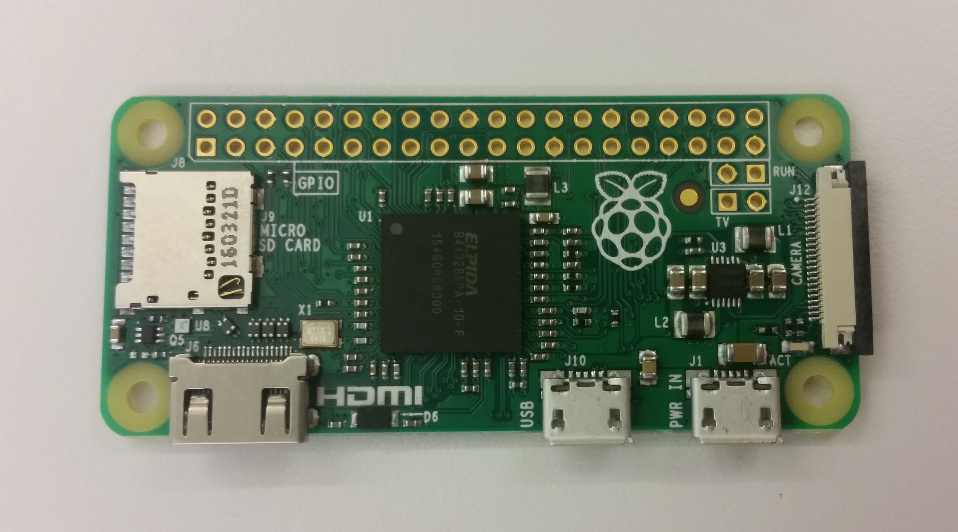 J8
GPIO
RUN
TV
J12
J9
MICRO
SD CARD
160321D
U1
L3
ELPIDA
U3
L1
CAMERA
X1
U8
Q5
J6
L2
HDMI
D6
J10
USB
J1
PWR IN
ACT